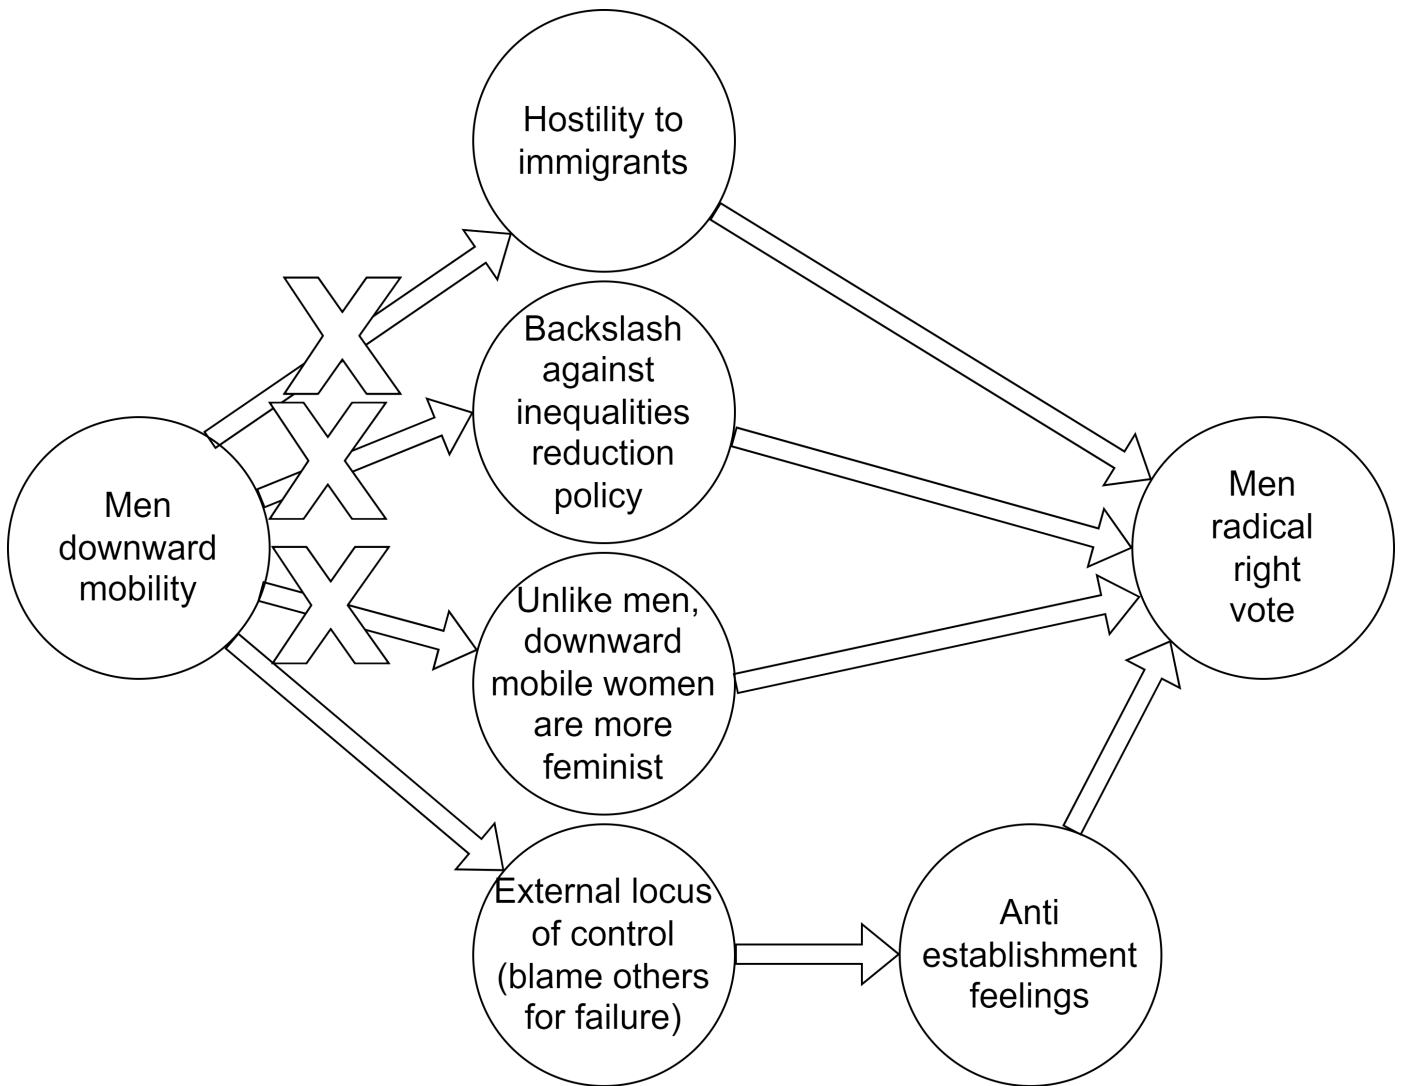 Hostility to
immigrants
Backslash
against
inequalities
reduction
policy
Men
downward
mobility
Men
radical
right
vote
Unlike men,
downward
mobile women
are more
feminist
External locus
of control
(blame others
for failure)
Anti
establishment
feelings
X
X
X